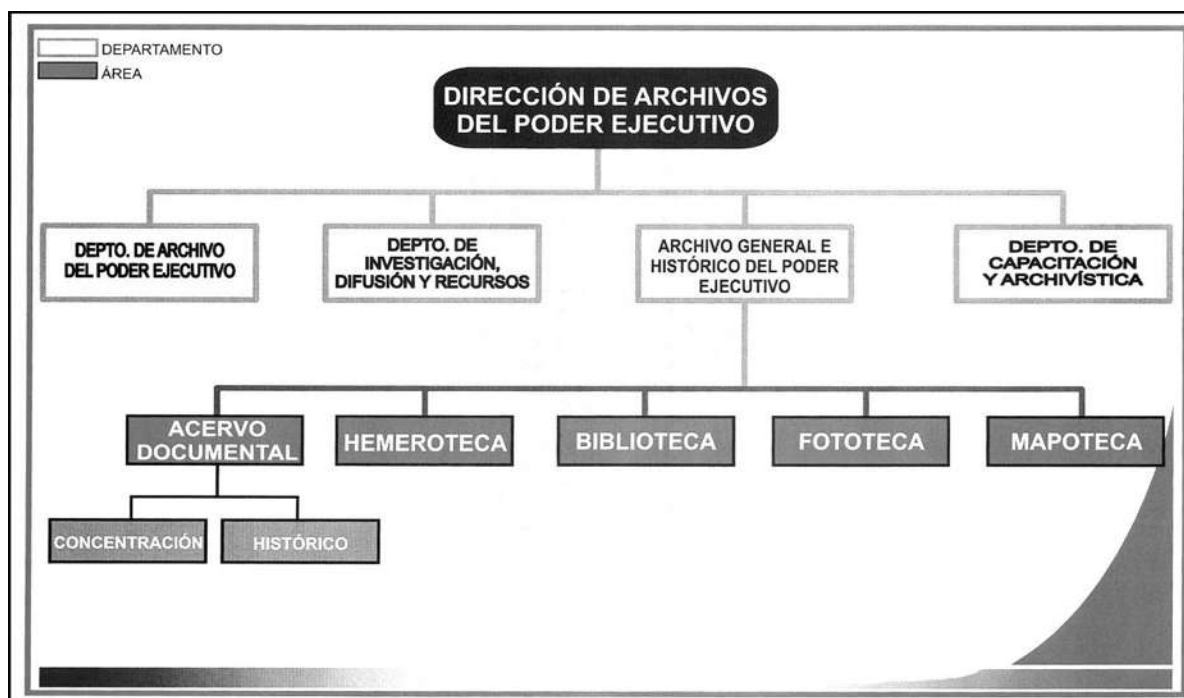 DEPARTAMENTO
ÁREA
DIRECCIÓN DE ARCHIVOS
DEL PODER EJECUTIVO
DEPTO. DE ARCHIVO
DEL PODER EJECUTIVO
DEPTO. DE
INVESTIGACIÓN,
DIFUSIÓN Y RECURSOS
ARCHIVO GENERAL E
HISTÓRICO DEL PODER
EJECUTIVO
DEPTO. DE
CAPACITACIÓN
Y ARCHIVÍSTICA
ACERVO
DOCUMENTAL
HEMEROTECA
BIBLIOTECA
FOTOTECA
MAPOTECA
CONCENTRACIÓN
HISTÓRICO